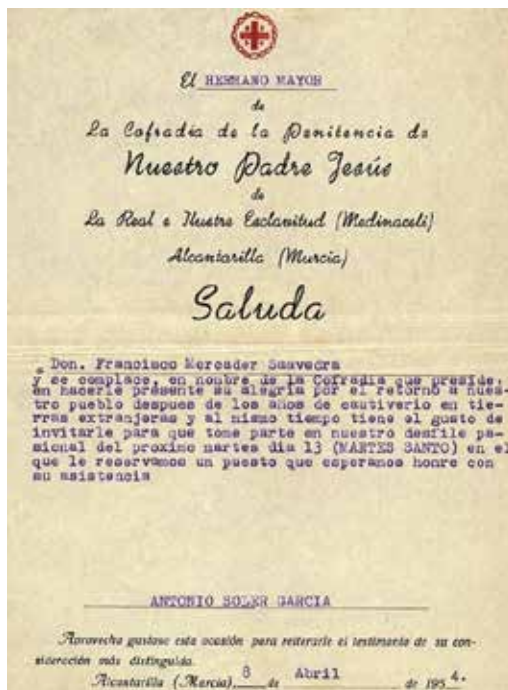 El HERMANO MAYOR
de
La Cofradía de la Penitencia de
Nuestro Padre Jesús
de
La Real e Ilustre Esclavitud (Medinaceli)
Alcantarilla (Murcia)
Saluda
a Don. Francisco Mercader Saavedra
y se complace, en nombre de la Cofradia que preside,
en hacerle presente su alegria por el retorno a nues-
tro pueblo despues de los años de cautiverio en tie-
rras extranjeras y al mismo tiempo tiene el gusto de
invitarle para que tome parte en nuestro desfile pa-
sional del proximo martes dia 13 (MARTES SANTO) en el
que le reservamos un puesto que esperamos honre con
su asistencia
ANTONIO SOLER GARCIA
Aprovecha gustoso esta ocasión para reiterarle el testimonio de su con-
sideración más distinguida.
Alcantarilla (Murcia), 8 de Abril de 1954.